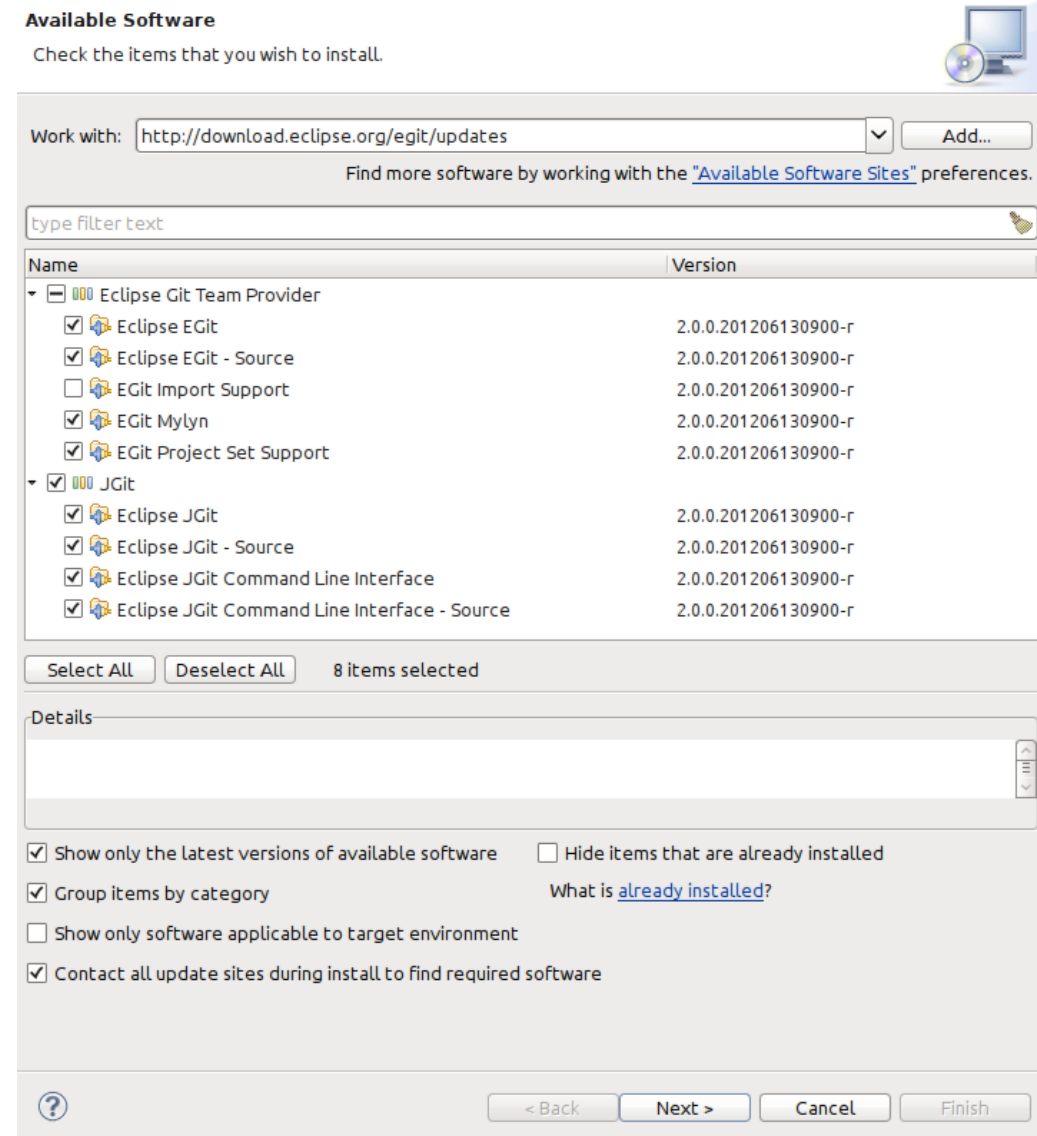 Available Software
Check the items that you wish to install.
Work with: http://download.eclipse.org/egit/updates Add...
Find more software by working with the "Available Software Sites" preferences.
type filter text
Name Version
Eclipse Git Team Provider
Eclipse EGit 2.0.0.201206130900-r
Eclipse EGit - Source 2.0.0.201206130900-r
EGit Import Support 2.0.0.201206130900-r
EGit Mylyn 2.0.0.201206130900-r
EGit Project Set Support 2.0.0.201206130900-r
JGit
Eclipse JGit 2.0.0.201206130900-r
Eclipse JGit - Source 2.0.0.201206130900-r
Eclipse JGit Command Line Interface 2.0.0.201206130900-r
Eclipse JGit Command Line Interface - Source 2.0.0.201206130900-r
Select All Deselect All 8 items selected
Details
Show only the latest versions of available software Hide items that are already installed
Group items by category What is already installed?
Show only software applicable to target environment
Contact all update sites during install to find required software
? < Back Next > Cancel Finish